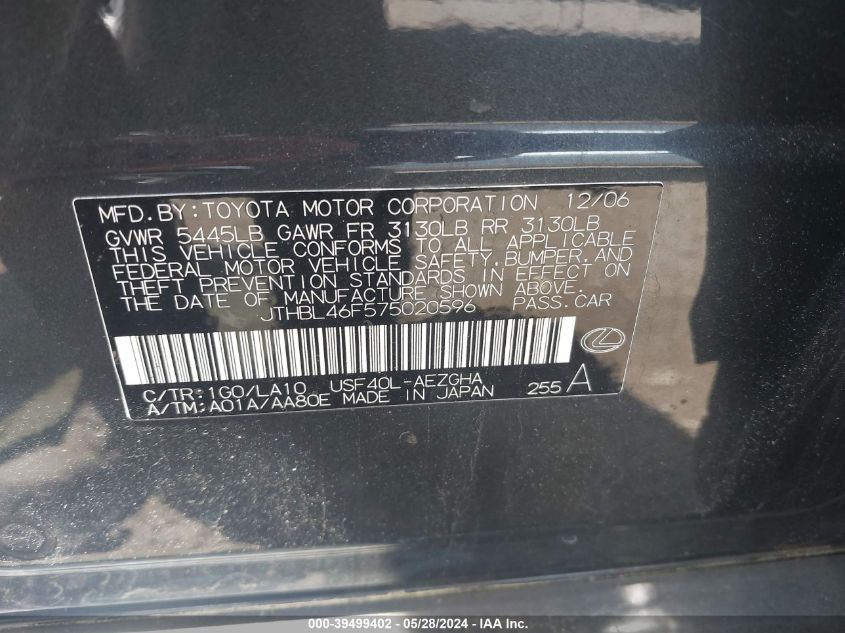 MFD.BY:TOYOTA MOTOR CORPORATION 12/06
GVWR 5445LB GAWR FR 3130LB RR 3130LB
THIS VEHICLE CONFORMS TO ALL APPLICABLE
FEDERAL MOTOR VEHICLE SAFETY,BUMPER,AND
THEFT PREVENTION STANDARDS IN EFFECT ON
THE DATE OF MANUFACTURE SHOWN ABOVE.
JTHBL46F575020596 PASS.CAR
C/TR:1G0/LA10 USF40L-AEZGHA
A/TM:A01A/AA80E MADE IN JAPAN 255 A
000-39499402 - 05/28/2024 - IAA Inc.